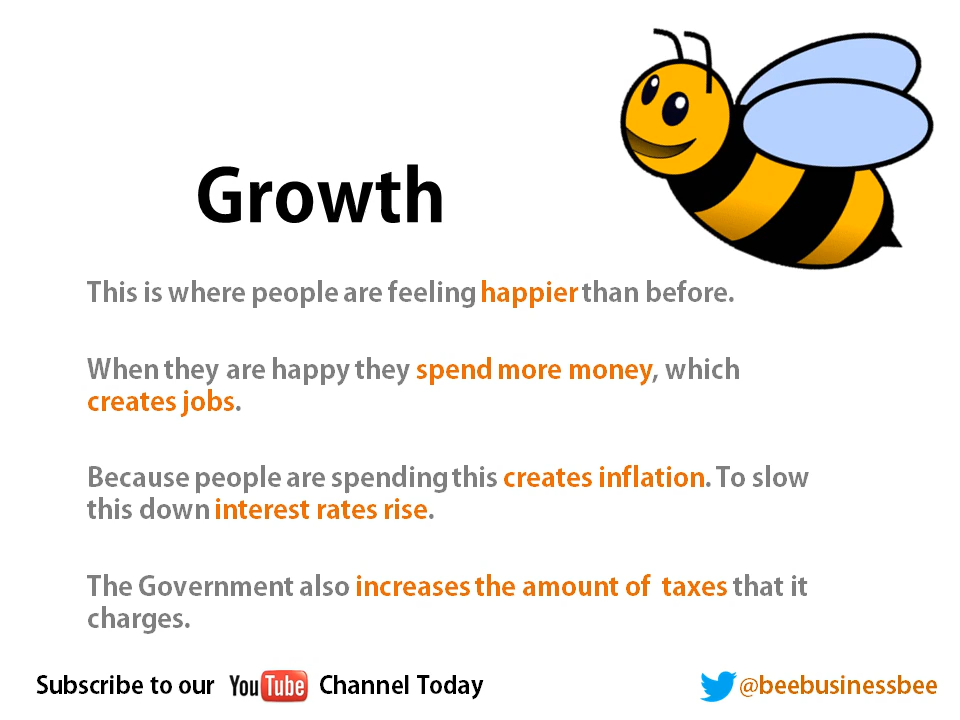 Growth
This is where people are feeling happier than before.
When they are happy they spend more money, which
creates jobs.
Because people are spending this creates inflation. To slow
this down interest rates rise.
The Government also increases the amount of taxes that it
charges.
Subscribe to our YouTube Channel Today
@beebusinessbee